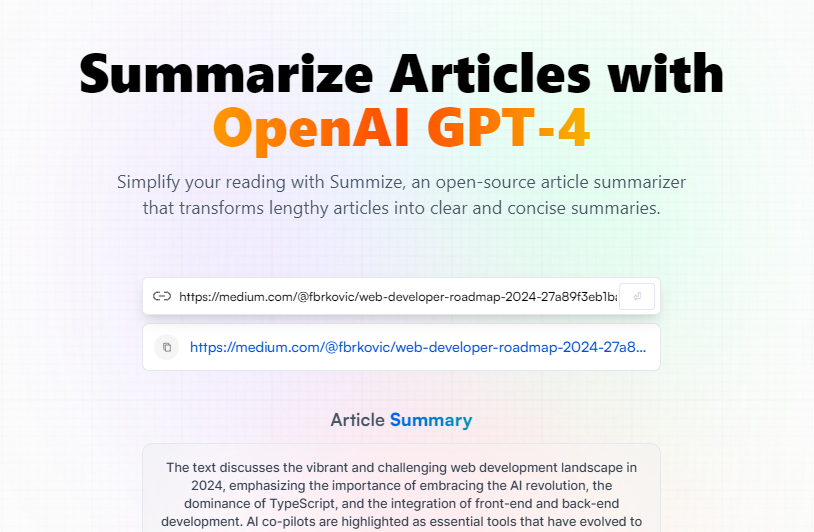 Summarize Articles with
OpenAI GPT-4
Simplify your reading with Summize, an open-source article summarizer
that transforms lengthy articles into clear and concise summaries.
https://medium.com/@fbrkovic/web-developer-roadmap-2024-27a89f3eb1ba
https://medium.com/@fbrkovic/web-developer-roadmap-2024-27a8...
Article Summary
The text discusses the vibrant and challenging web development landscape in
2024, emphasizing the importance of embracing the AI revolution, the
dominance of TypeScript, and the integration of front-end and back-end
development. AI co-pilots are highlighted as essential tools that have evolved to